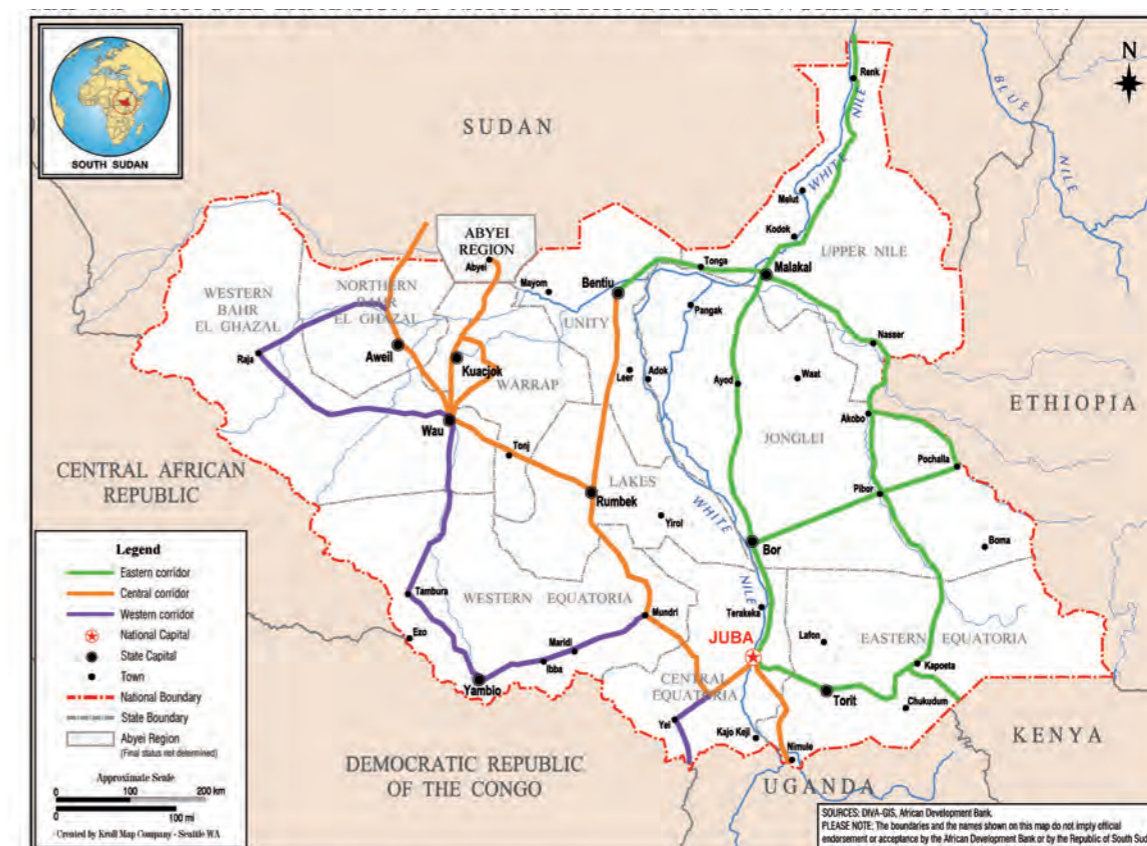 N
SOUTH SUDAN
SUDAN
BLUE
NILE
Renk
NILE
WHITE
Melut
Kodok
UPPER NILE
ABYEI
REGION
Abyei
Tonga
Malakal
Bentiu
Mayom
WESTERN
BAHR
EL GHAZAL
NORTHERN
BAHR
EL GHAZAL
UNITY
Pangak
Nasser
Raja
Aweil
Kuacjok
WARRAP
Leer
Adok
Ayod
Waat
ETHIOPIA
Akobo
JONGLEI
Wau
Tonj
Pochalla
CENTRAL AFRICAN
REPUBLIC
LAKES
Rumbek
Pibor
WHITE
Yirol
Bor
Boma
NILE
Tambura
WESTERN EQUATORIA
Mundri
Terakeka
Ezo
Maridi
Ibba
JUBA
Lafon
EASTERN EQUATORIA
Kapoeta
Yambio
CENTRAL
EQUATORIA
Torit
Chukudum
Yei
Kajo Keji
Nimule
KENYA
DEMOCRATIC REPUBLIC
OF THE CONGO
UGANDA
Legend
Eastern corridor
Central corridor
Western corridor
National Capital
State Capital
Town
National Boundary
State Boundary
Abyei Region
(Final status not determined)
Approximate Scale
0 100 200 km
0 100 mi
Created by Kroll Map Company - Seattle WA
SOURCES: DIVA-GIS, African Development Bank.
PLEASE NOTE: The boundaries and the names shown on this map do not imply official
endorsement or acceptance by the African Development Bank or by the Republic of South Sud